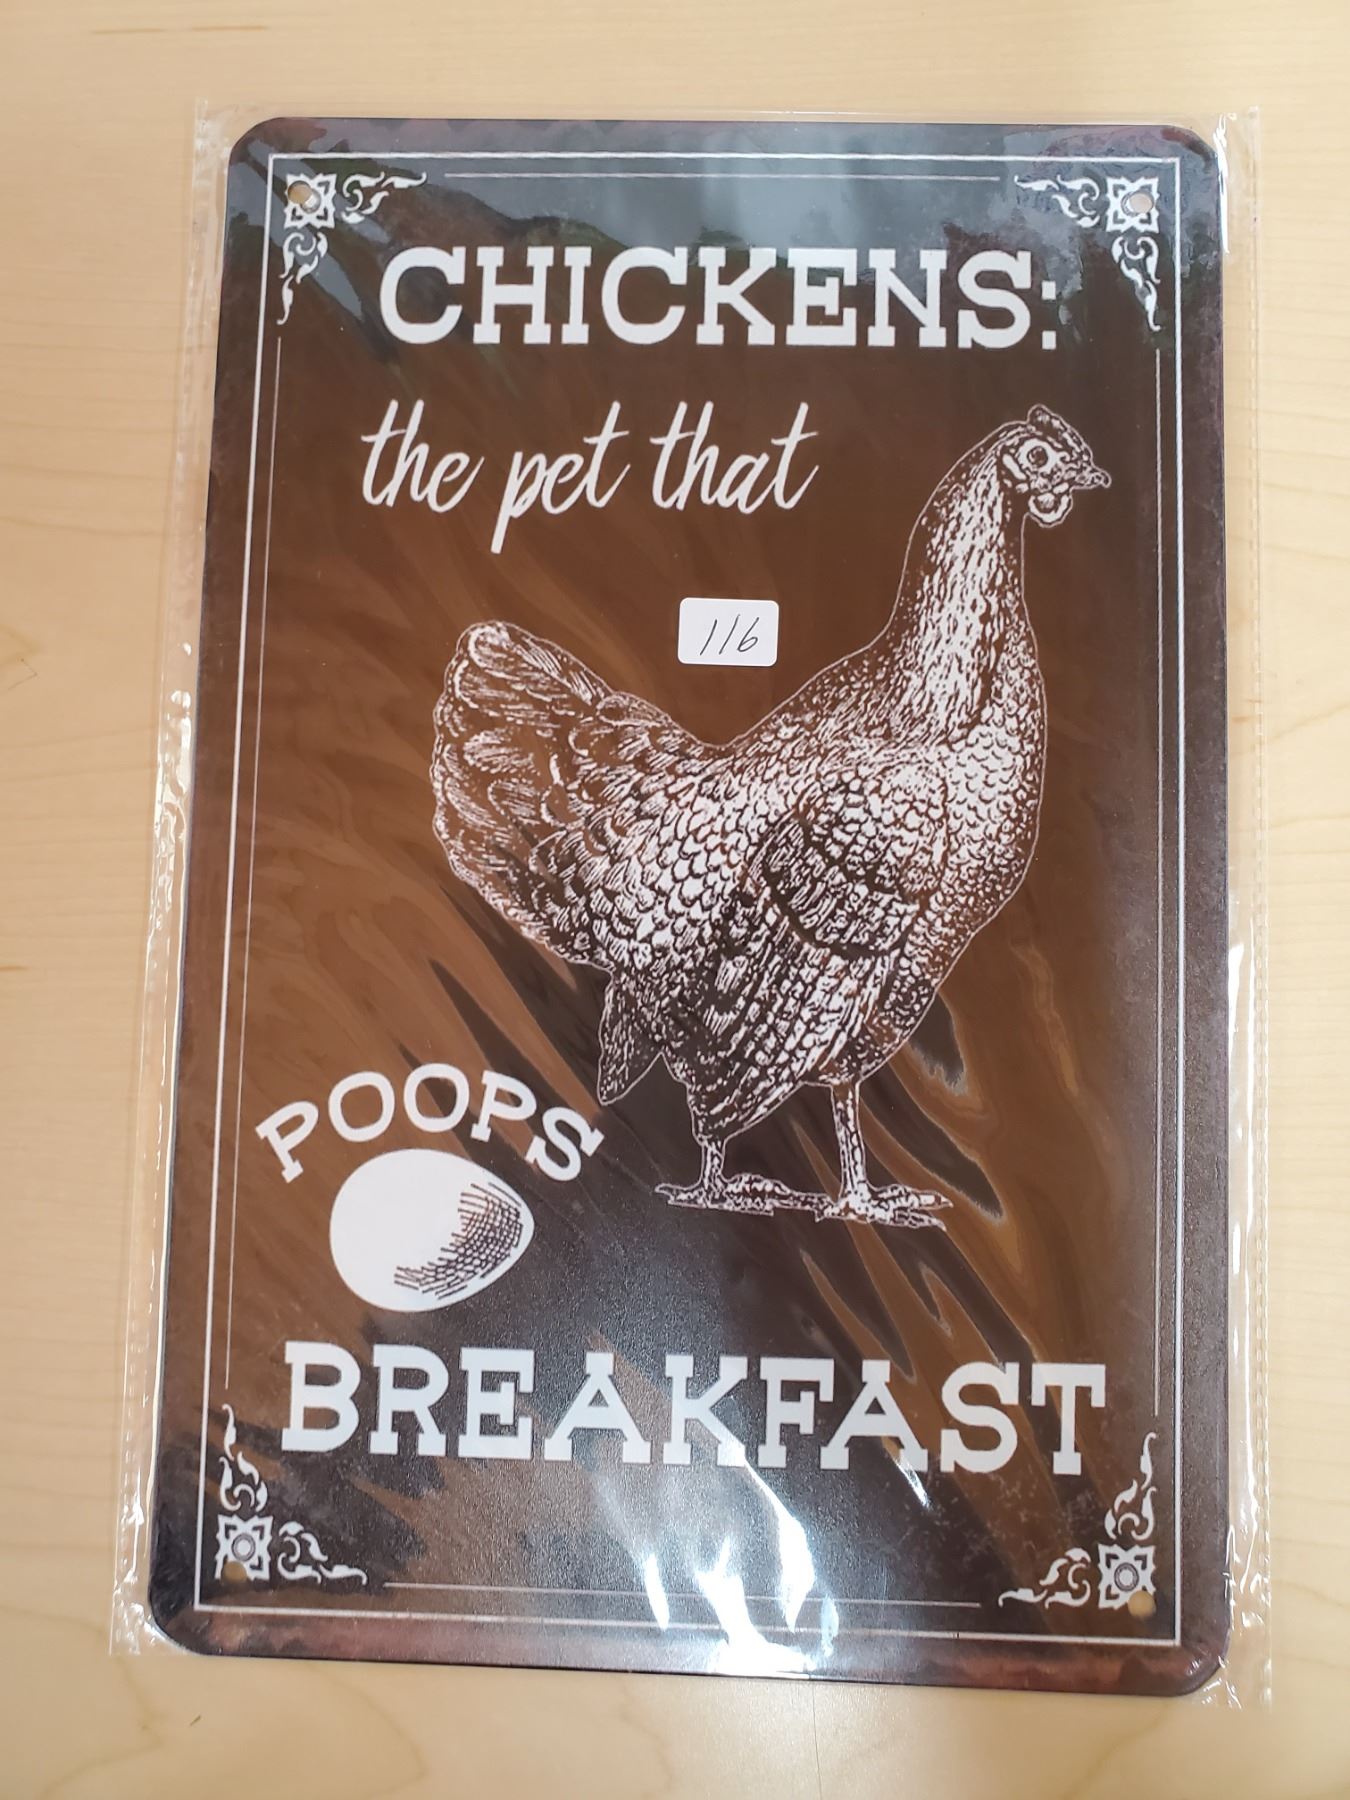 CHICKENS:
the pet that
116
POOPS
BREAKFAST